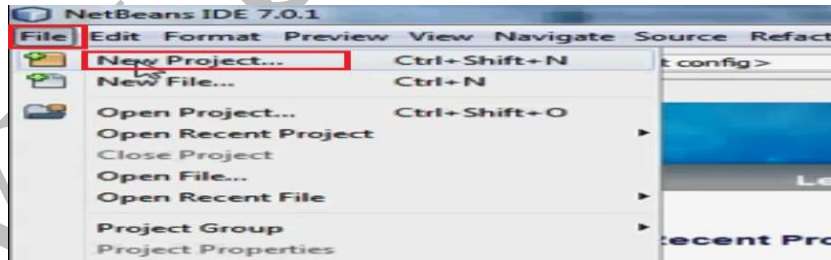 NetBeans IDE 7.0.1
File Edit Format Preview View Navigate Source Refact
New Project... Ctrl+Shift+N
t config>
New File... Ctrl+N
Open Project... Ctrl+Shift+O
Open Recent Project
Close Project
Open File...
Le
Open Recent File
Project Group
ecent Pro
Project Properties